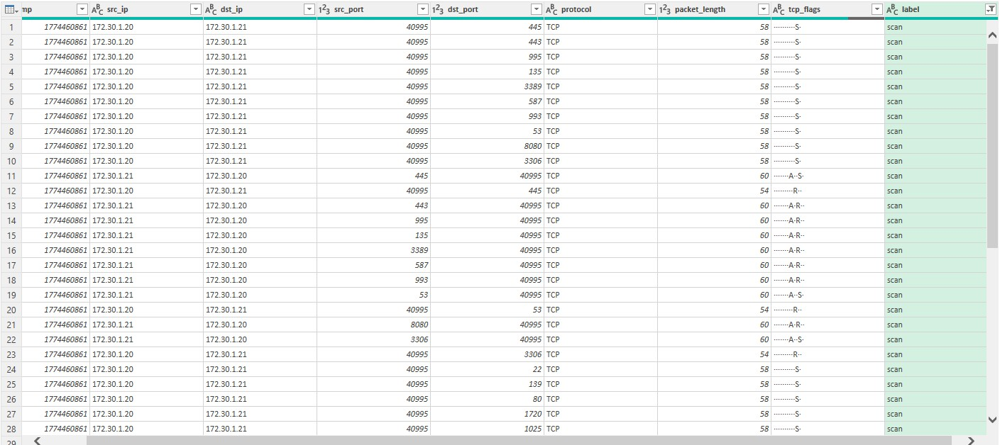 mp ABC src_ip ABC dst_ip 123 src_port 123 dst_port ABC protocol 123 packet_length ABC tcp_flags ABC label
1 1774460861 172.30.1.20 172.30.1.21 40995 445 TCP 58 ··········S· scan
2 1774460861 172.30.1.20 172.30.1.21 40995 443 TCP 58 ··········S· scan
3 1774460861 172.30.1.20 172.30.1.21 40995 995 TCP 58 ··········S· scan
4 1774460861 172.30.1.20 172.30.1.21 40995 135 TCP 58 ··········S· scan
5 1774460861 172.30.1.20 172.30.1.21 40995 3389 TCP 58 ··········S· scan
6 1774460861 172.30.1.20 172.30.1.21 40995 587 TCP 58 ··········S· scan
7 1774460861 172.30.1.20 172.30.1.21 40995 993 TCP 58 ··········S· scan
8 1774460861 172.30.1.20 172.30.1.21 40995 53 TCP 58 ··········S· scan
9 1774460861 172.30.1.20 172.30.1.21 40995 8080 TCP 58 ··········S· scan
10 1774460861 172.30.1.20 172.30.1.21 40995 3306 TCP 58 ··········S· scan
11 1774460861 172.30.1.21 172.30.1.20 445 40995 TCP 60 ·······A··S· scan
12 1774460861 172.30.1.20 172.30.1.21 40995 445 TCP 54 ·········R·· scan
13 1774460861 172.30.1.21 172.30.1.20 443 40995 TCP 60 ·······A·R·· scan
14 1774460861 172.30.1.21 172.30.1.20 995 40995 TCP 60 ·······A·R·· scan
15 1774460861 172.30.1.21 172.30.1.20 135 40995 TCP 60 ·······A·R·· scan
16 1774460861 172.30.1.21 172.30.1.20 3389 40995 TCP 60 ·······A·R·· scan
17 1774460861 172.30.1.21 172.30.1.20 587 40995 TCP 60 ·······A·R·· scan
18 1774460861 172.30.1.21 172.30.1.20 993 40995 TCP 60 ·······A·R·· scan
19 1774460861 172.30.1.21 172.30.1.20 53 40995 TCP 60 ·······A··S· scan
20 1774460861 172.30.1.20 172.30.1.21 40995 53 TCP 54 ·········R·· scan
21 1774460861 172.30.1.21 172.30.1.20 8080 40995 TCP 60 ·······A·R·· scan
22 1774460861 172.30.1.21 172.30.1.20 3306 40995 TCP 60 ·······A··S· scan
23 1774460861 172.30.1.20 172.30.1.21 40995 3306 TCP 54 ·········R·· scan
24 1774460861 172.30.1.20 172.30.1.21 40995 22 TCP 58 ··········S· scan
25 1774460861 172.30.1.20 172.30.1.21 40995 139 TCP 58 ··········S· scan
26 1774460861 172.30.1.20 172.30.1.21 40995 80 TCP 58 ··········S· scan
27 1774460861 172.30.1.20 172.30.1.21 40995 1720 TCP 58 ··········S· scan
28 1774460861 172.30.1.20 172.30.1.21 40995 1025 TCP 58 ··········S· scan
29